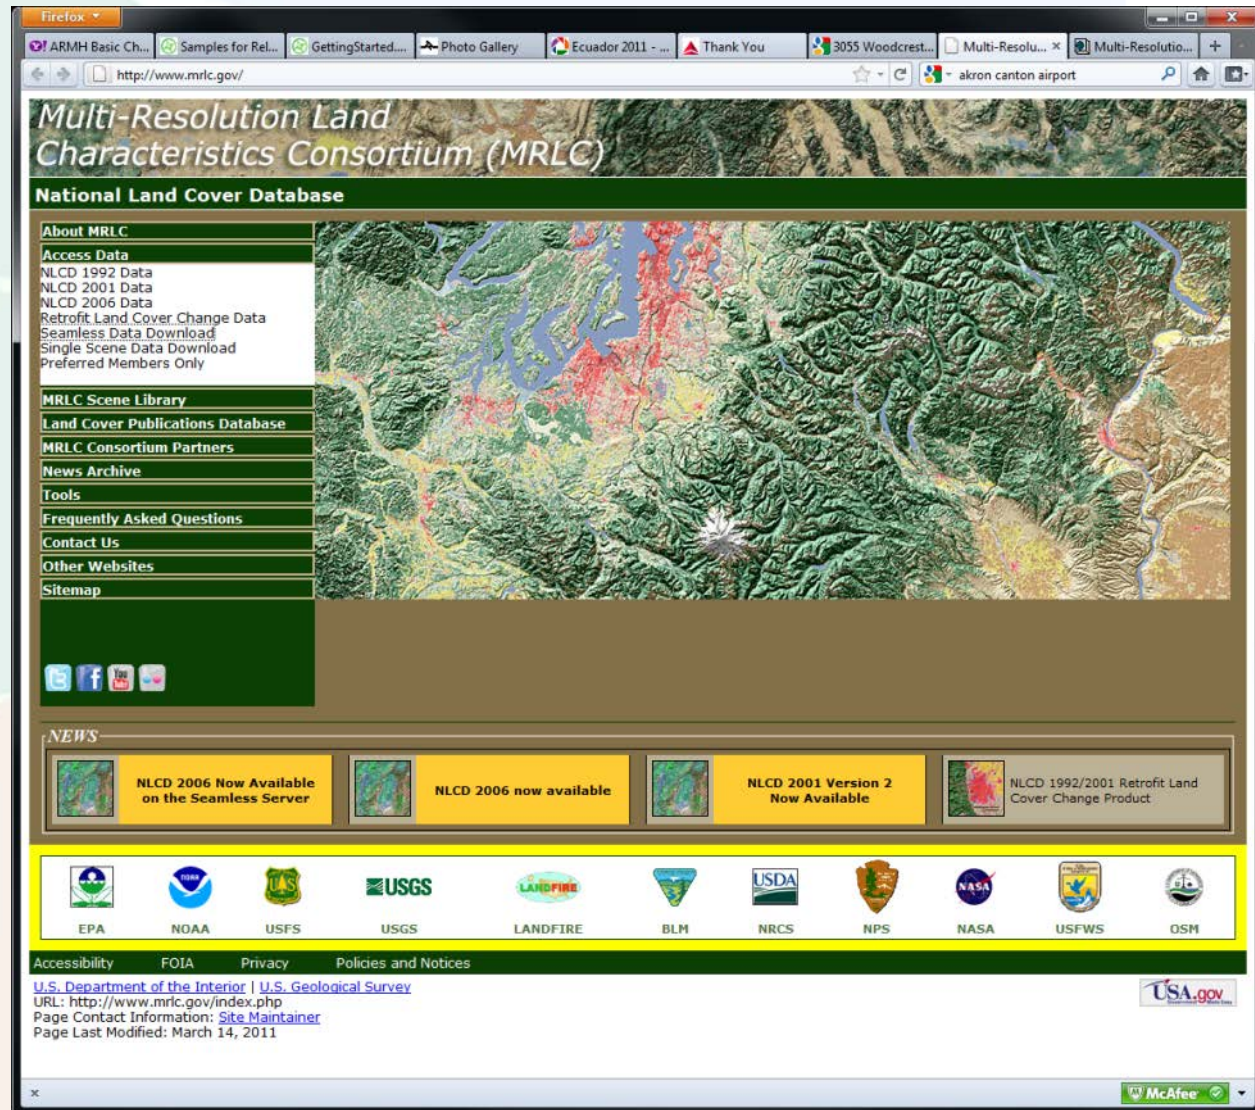 Firefox
ARMH Basic Ch...
Samples for Rel...
GettingStarted....
Photo Gallery
Ecuador 2011 - ...
Thank You
3055 Woodcrest...
Multi-Resolu...
Multi-Resolutio...
http://www.mrlc.gov/
akron canton airport
Multi-Resolution Land
Characteristics Consortium (MRLC)
National Land Cover Database
About MRLC
Access Data
NLCD 1992 Data
NLCD 2001 Data
NLCD 2006 Data
Retrofit Land Cover Change Data
Seamless Data Download
Single Scene Data Download
Preferred Members Only
MRLC Scene Library
Land Cover Publications Database
MRLC Consortium Partners
News Archive
Tools
Frequently Asked Questions
Contact Us
Other Websites
Sitemap
You
NEWS
NLCD 2006 Now Available
on the Seamless Server
NLCD 2006 now available
NLCD 2001 Version 2
Now Available
NLCD 1992/2001 Retrofit Land
Cover Change Product
NOAA
UAS
USGS
LANDFIRE
USDA
NASA
EPA NOAA USFS USGS LANDFIRE BLM NRCS NPS NASA USFWS OSM
Accessibility FOIA Privacy Policies and Notices
U.S. Department of the Interior | U.S. Geological Survey
URL: http://www.mrlc.gov/index.php
Page Contact Information: Site Maintainer
Page Last Modified: March 14, 2011
USA.gov
McAfee